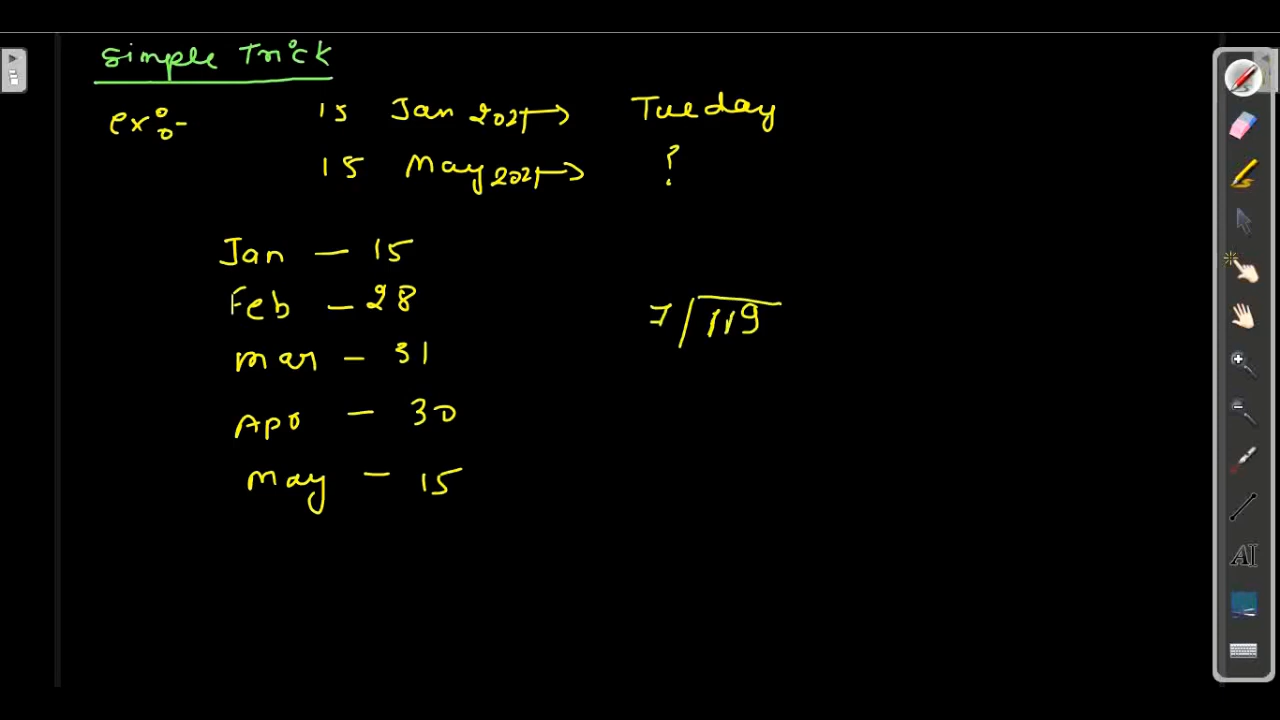 Simple Trick
ex:- 15 Jan 2021→ Tueday
15 May 2021→ ?
Jan — 15
Feb — 28
mar — 31
Apr — 30
may — 15
7/119
AI